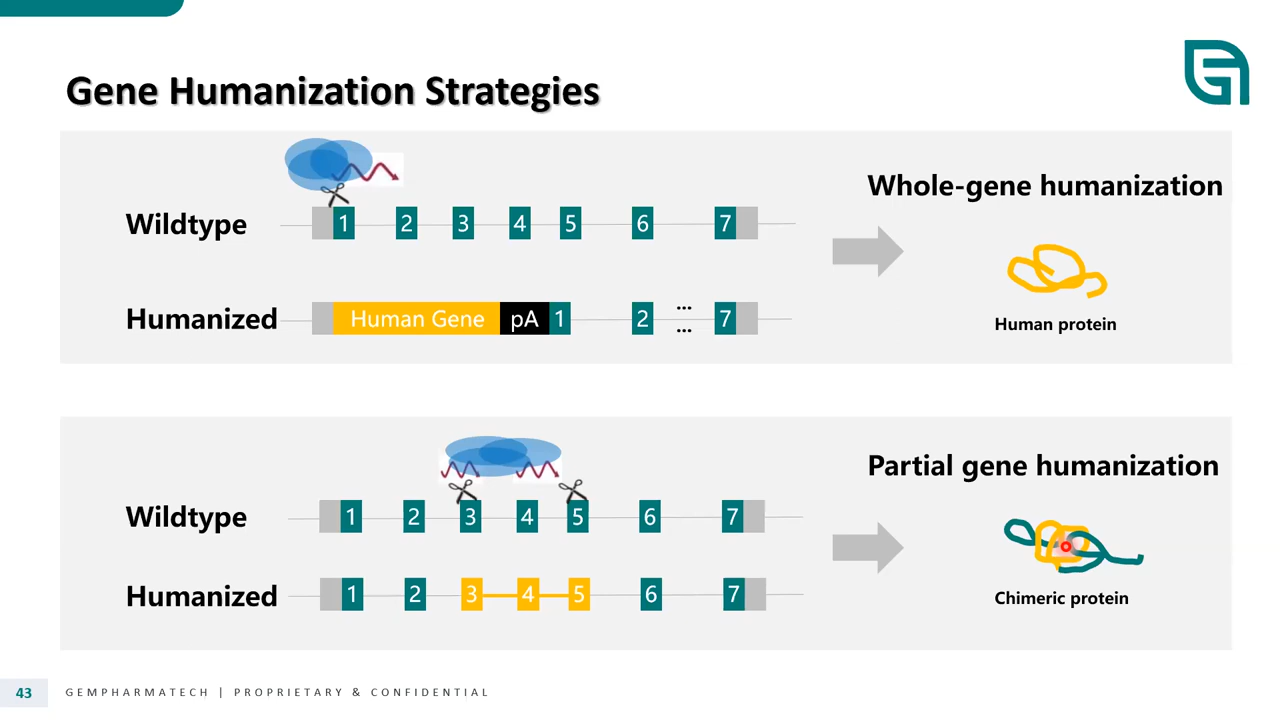 Gene Humanization Strategies
Whole-gene humanization
Wildtype 1 2 3 4 5 6 7
Humanized Human Gene pA 1 2 ... ... 7
Human protein
Partial gene humanization
Wildtype 1 2 3 4 5 6 7
Humanized 1 2 3 4 5 6 7
Chimeric protein
43 GEMPHARMATECH | PROPRIETARY & CONFIDENTIAL